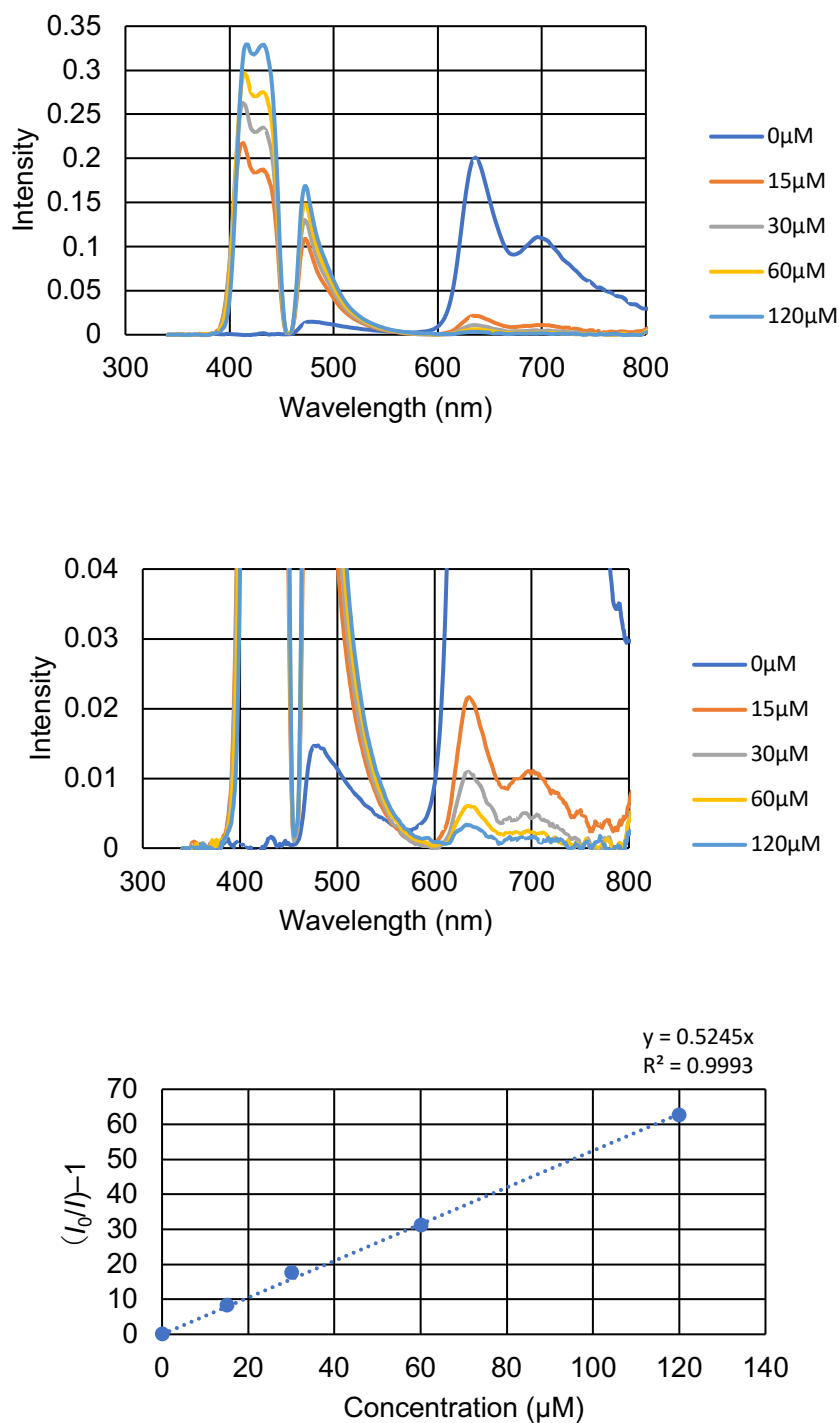 0.35
0.3
0.25
0.2
0.15
0.1
0.05
0
Intensity
300 400 500 600 700 800
Wavelength (nm)
0μM
15μM
30μM
60μM
120μM
0.04
0.03
0.02
0.01
0
Intensity
300 400 500 600 700 800
Wavelength (nm)
0μM
15μM
30μM
60μM
120μM
y = 0.5245x
R² = 0.9993
70
60
50
40
30
20
10
0
(I₀/I)–1
0 20 40 60 80 100 120 140
Concentration (μM)